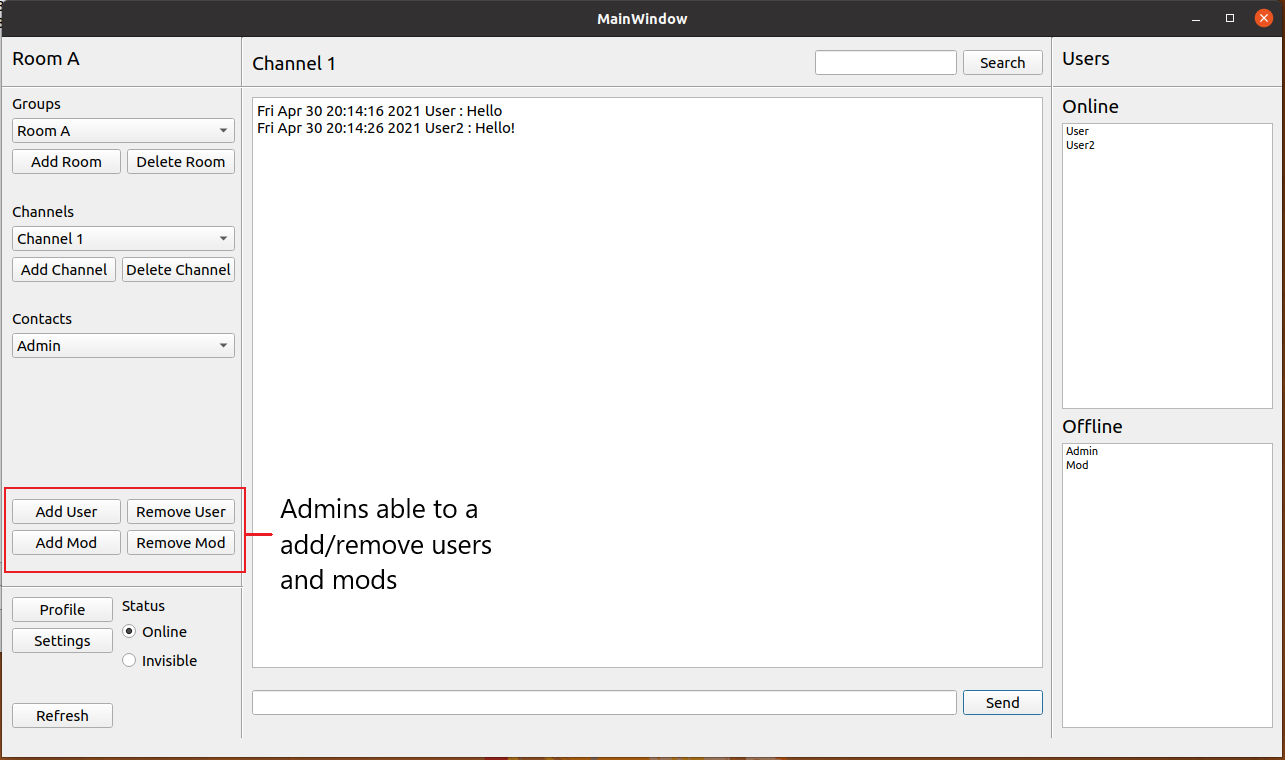 MainWindow
Room A
Groups
Room A
Add Room Delete Room
Channels
Channel 1
Add Channel Delete Channel
Contacts
Admin
Add User Remove User
Add Mod Remove Mod
Profile
Settings
Status
Online
Invisible
Refresh
Channel 1
Search
Fri Apr 30 20:14:16 2021 User : Hello
Fri Apr 30 20:14:26 2021 User2 : Hello!
Admins able to a
add/remove users
and mods
Send
Users
Online
User
User2
Offline
Admin
Mod